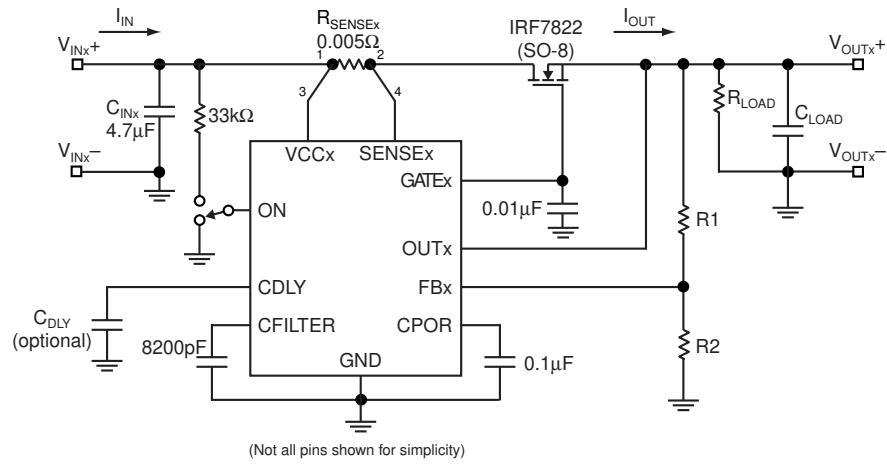 I_IN
R_SENSEx
0.005Ω
IRF7822
(SO-8)
I_OUT
V_INx+
1
2
V_OUTx+
3
4
C_INx
4.7μF
33kΩ
R_LOAD
C_LOAD
V_INx−
VCCx
SENSEx
V_OUTx−
GATEx
0.01μF
ON
R1
OUTx
CDLY
FBx
C_DLY
(optional)
CFILTER
CPOR
8200pF
0.1μF
R2
GND
(Not all pins shown for simplicity)